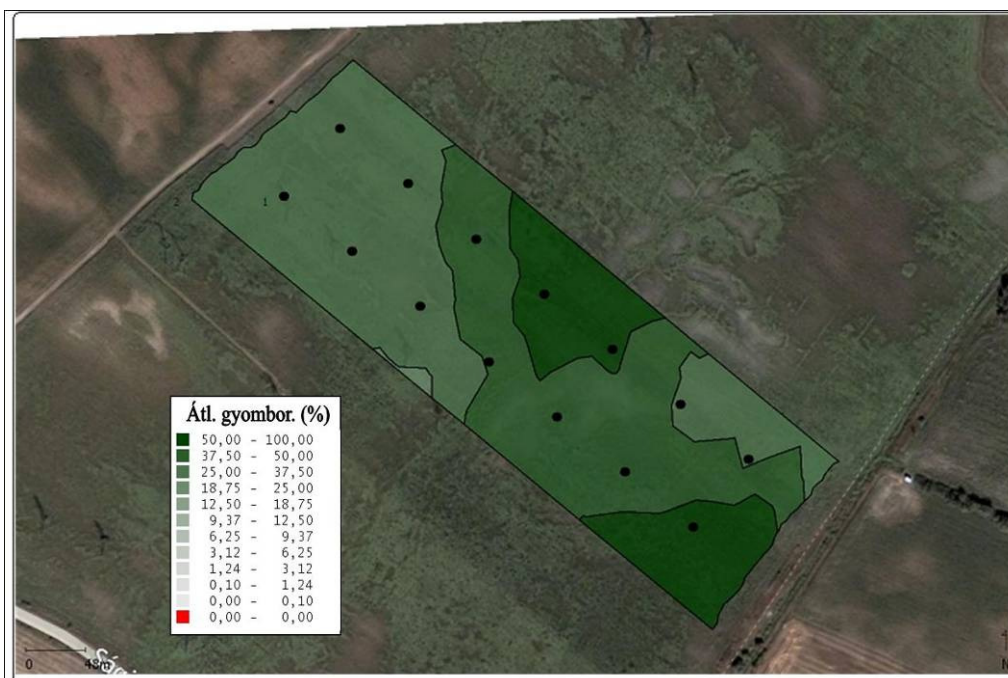 2
1
Átl. gyombor. (%)
50,00 - 100,00
37,50 - 50,00
25,00 - 37,50
18,75 - 25,00
12,50 - 18,75
9,37 - 12,50
6,25 - 9,37
3,12 - 6,25
1,24 - 3,12
0,10 - 1,24
0,00 - 0,10
0,00 - 0,00
0 48m